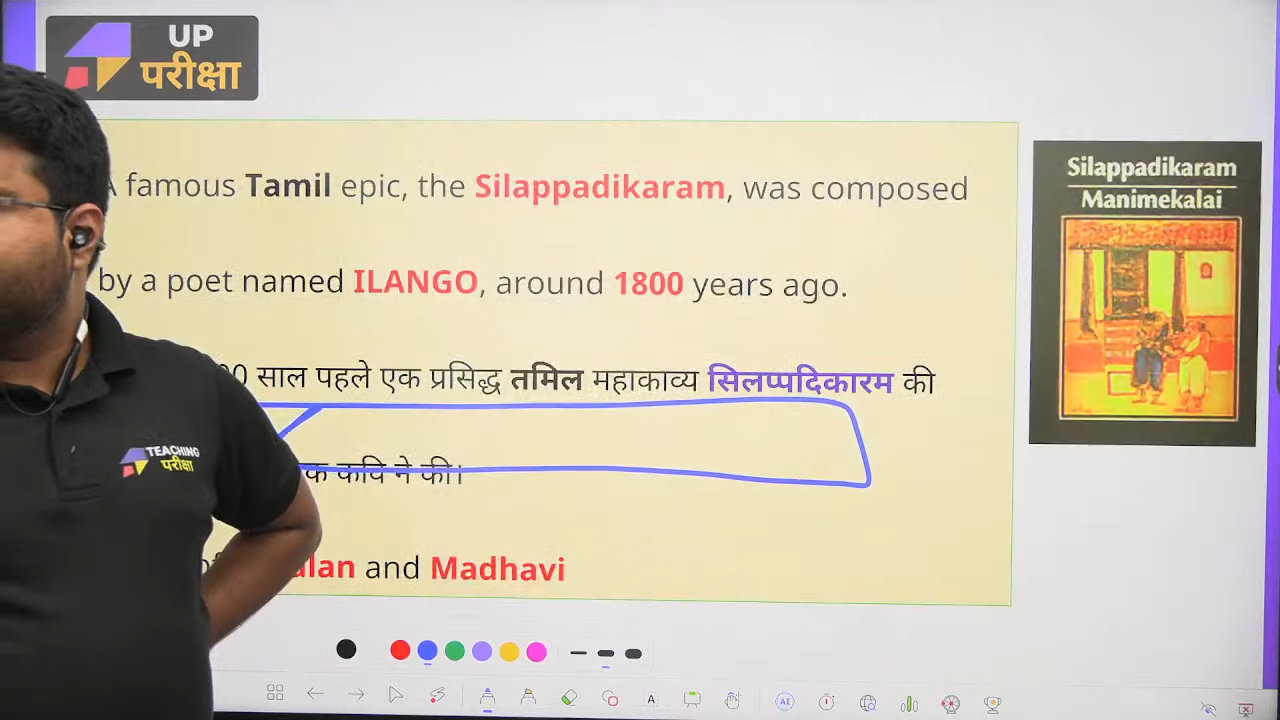 UP
परीक्षा
famous Tamil epic, the Silappadikaram, was composed
by a poet named ILANGO, around 1800 years ago.
साल पहले एक प्रसिद्ध तमिल महाकाव्य सिलप्पदिकारम की
कवि ने की।
and Madhavi
Silappadikaram
Manimekalai
TEACHING
परीक्षा
A
AI